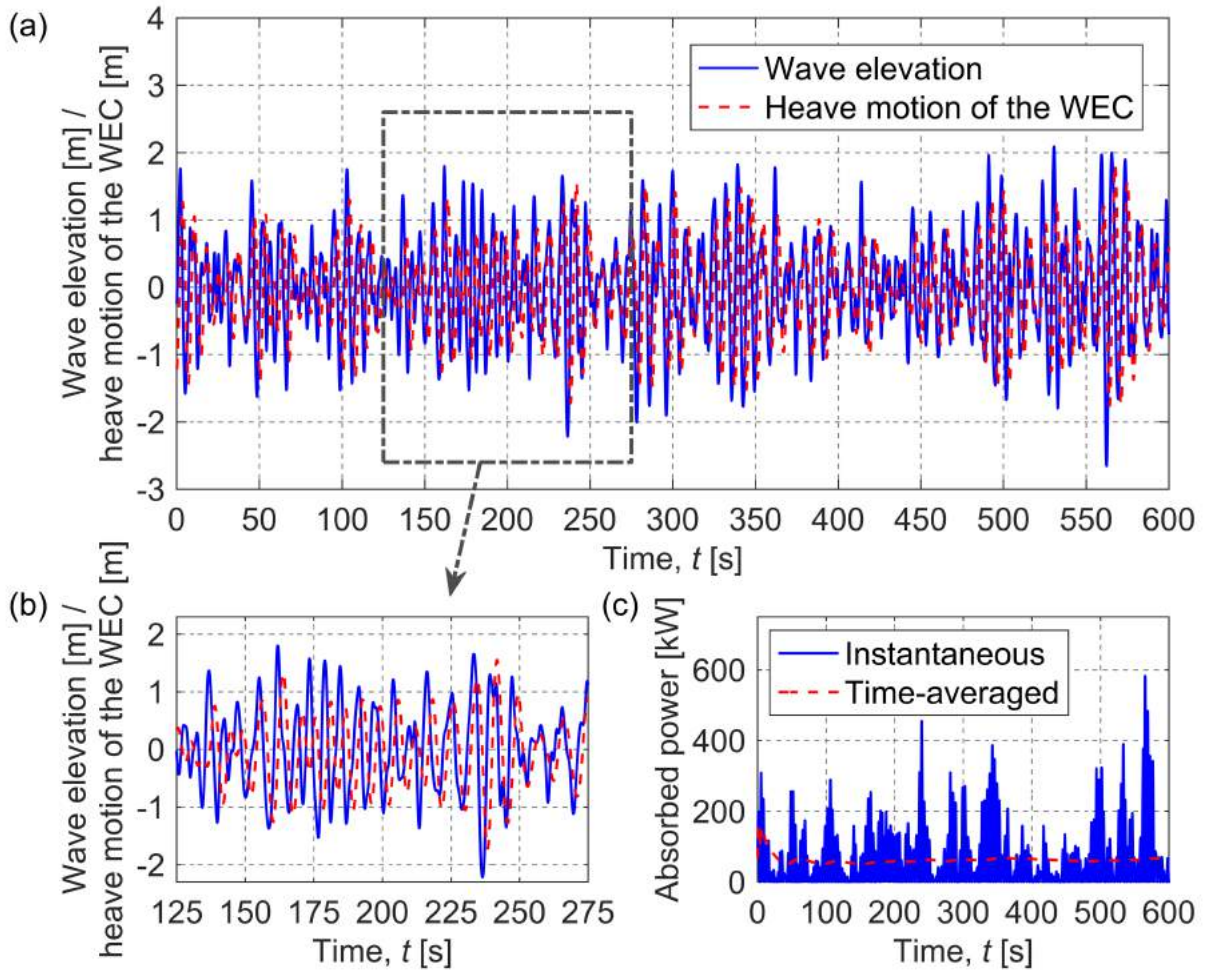 (a)
Wave elevation [m] /
heave motion of the WEC [m]
4
3
2
1
0
-1
-2
-3
Wave elevation
Heave motion of the WEC
0 50 100 150 200 250 300 350 400 450 500 550 600
Time, t [s]
(b)
Wave elevation [m] /
heave motion of the WEC [m]
2
1
0
-1
-2
125 150 175 200 225 250 275
Time, t [s]
(c)
Absorbed power [kW]
600
400
200
0
Instantaneous
Time-averaged
0 100 200 300 400 500 600
Time, t [s]